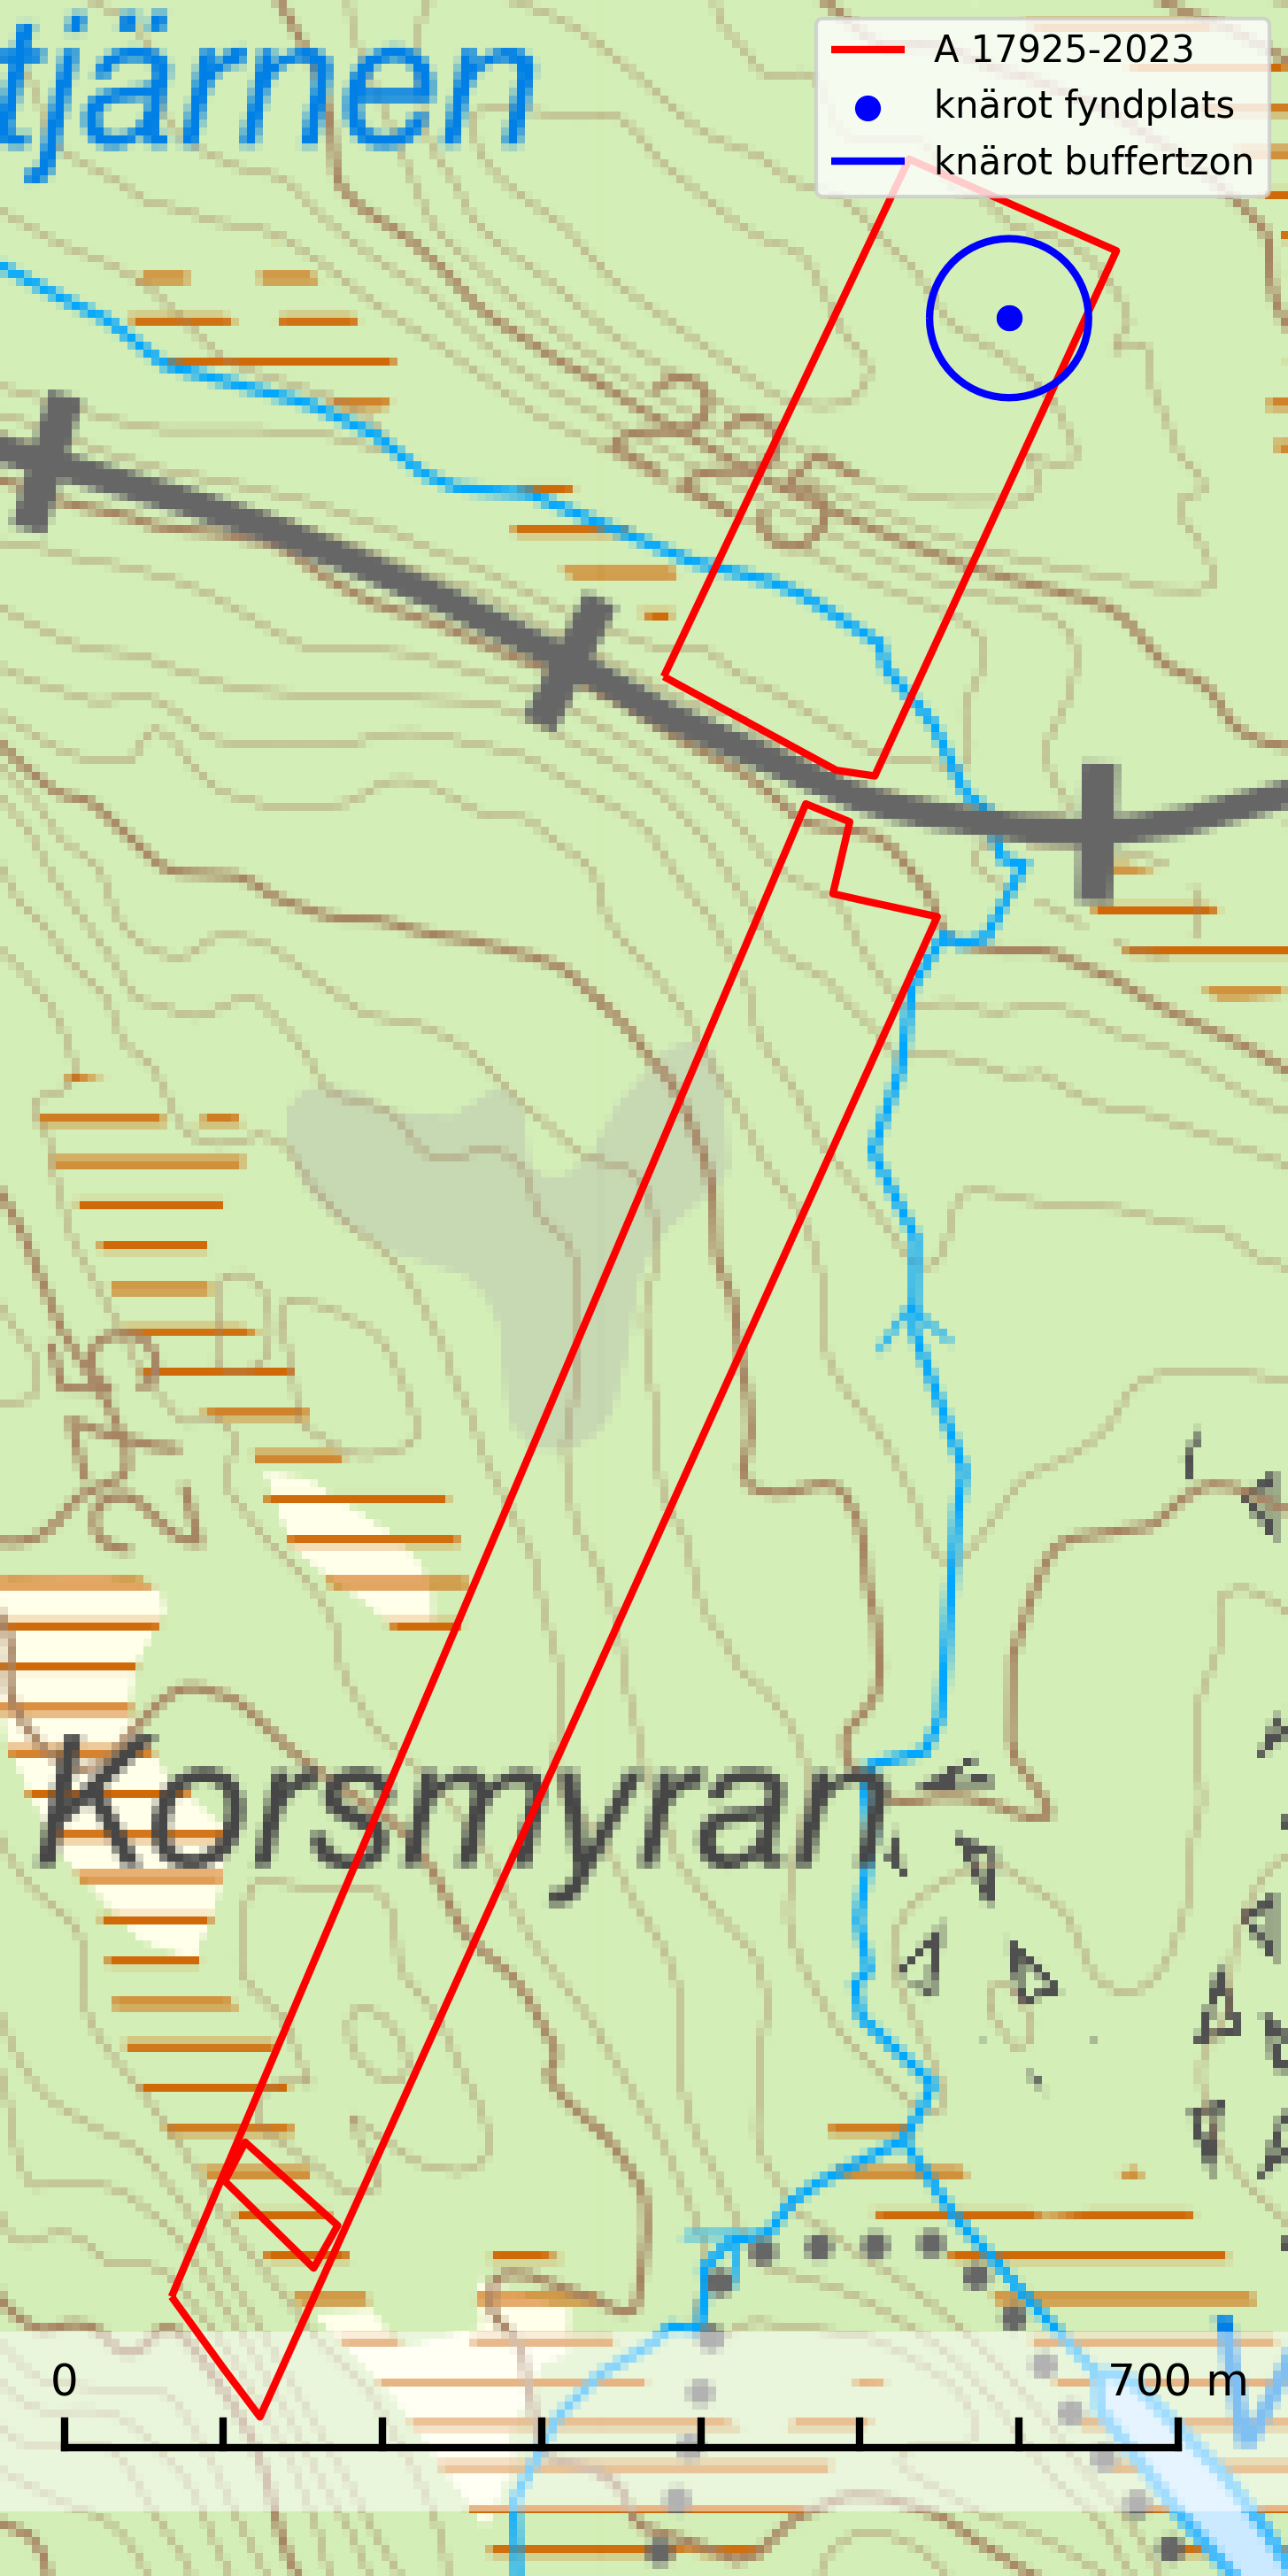 tjärnen
A 17925-2023
knärot fyndplats
knärot buffertzon
225
Korsmyran
0
700 m